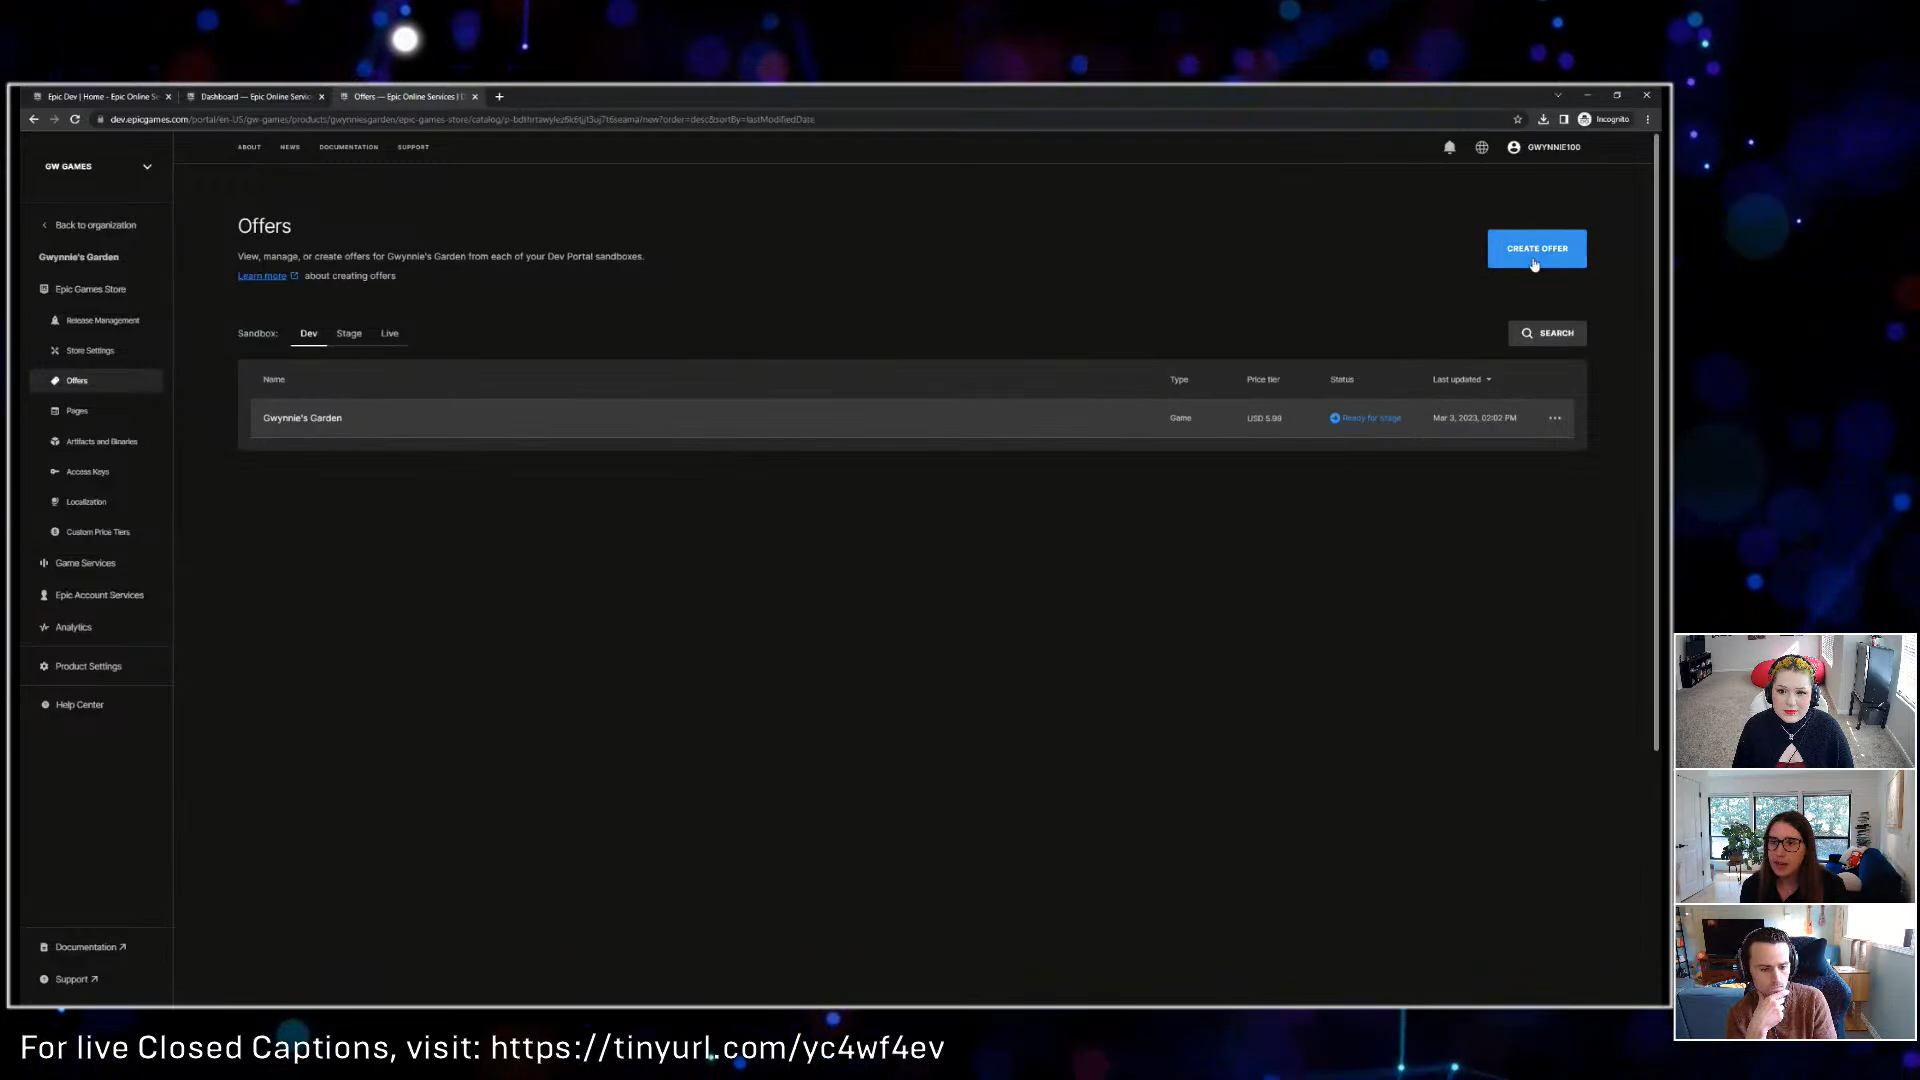 Epic Dev | Home - Epic Online Se
Dashboard — Epic Online Servic
Offers — Epic Online Services |
Incognito
GW GAMES
ABOUT
NEWS
DOCUMENTATION
SUPPORT
GWYNNIE100
Back to organization
Gwynnie's Garden
Epic Games Store
Release Management
Store Settings
Offers
Pages
Artifacts and Binaries
Access Keys
Localization
Custom Price Tiers
Game Services
Epic Account Services
Analytics
Product Settings
Help Center
Documentation
Support
Offers
View, manage, or create offers for Gwynnie's Garden from each of your Dev Portal sandboxes.
Learn more about creating offers
CREATE OFFER
Sandbox: Dev Stage Live
SEARCH
Name Type Price tier Status Last updated
Gwynnie's Garden Game USD 5.99 Ready for stage Mar 3, 2023, 02:02 PM
For live Closed Captions, visit: https://tinyurl.com/yc4wf4ev